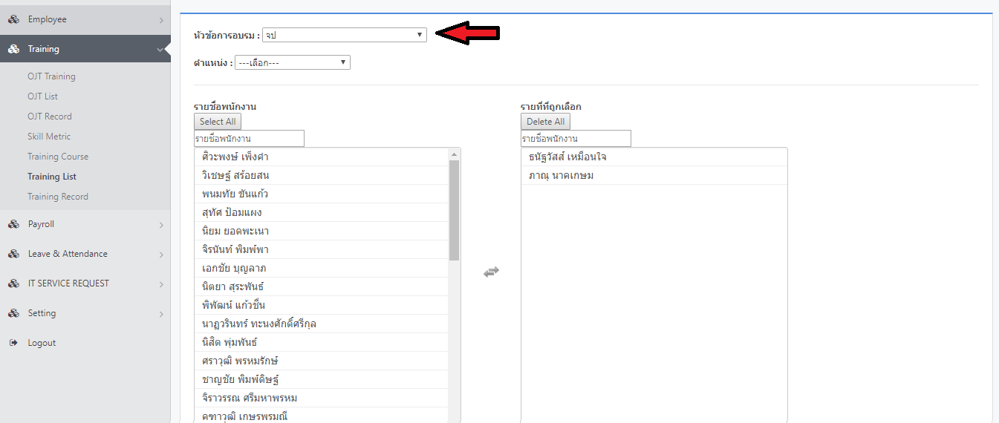 Employee
Training
OJT Training
OJT List
OJT Record
Skill Metric
Training Course
Training List
Training Record
Payroll
Leave & Attendance
IT SERVICE REQUEST
Setting
Logout
หัวข้อการอบรม : จป
ตำแหน่ง : ---เลือก---
รายชื่อพนักงาน
Select All
รายชื่อพนักงาน
ศิวะพงษ์ เพ็งศำ
วิเชษฐ์ สร้อยสน
พนมทัย ขันแก้ว
สุทัศ ป้อมแผง
นิยม ยอดพะเนา
จิรนันท์ พิมพ์พา
เอกชัย บุญลาภ
นิตยา สุระพันธ์
พิพัฒน์ แก้วชื่น
นาฏวรินทร์ ทะนงศักดิ์ศรีกุล
นิสิต พุ่มพันธ์
ศราวุฒิ พรหมรักษ์
ชาญชัย พิมพ์ดิษฐ์
จิราวรรณ ศรีมหาพรหม
คฑาวุฒิ เกษรพรมณี
รายที่ที่ถูกเลือก
Delete All
รายชื่อพนักงาน
ธนัฐวัสส์ เหมือนใจ
ภาณุ นาคเกษม